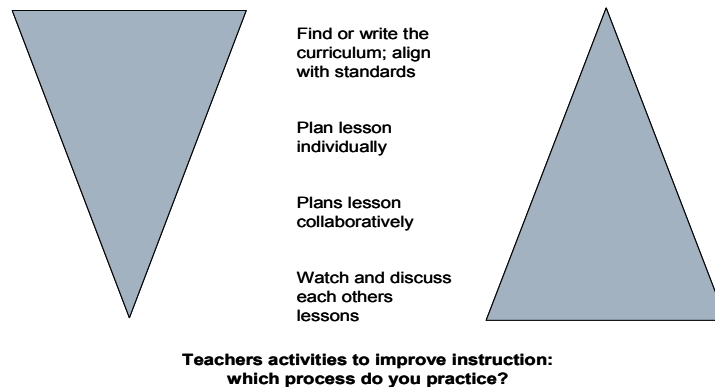 Find or write the
curriculum; align
with standards
Plan lesson
individually
Plans lesson
collaboratively
Watch and discuss
each others
lessons
Teachers activities to improve instruction:
which process do you practice?